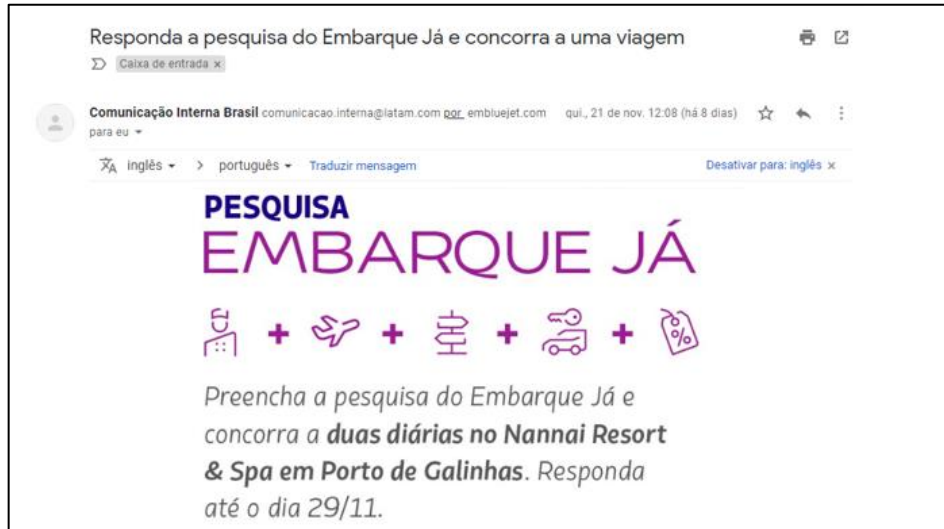 Responda a pesquisa do Embarque Já e concorra a uma viagem
Caixa de entrada x
Comunicação Interna Brasil comunicacao.interna@latam.com por embluejet.com qui., 21 de nov. 12:08 (há 8 dias)
para eu
inglês > português Traduzir mensagem Desativar para: inglês x
PESQUISA
EMBARQUE JÁ
+ + + + %
Preencha a pesquisa do Embarque Já e
concorra a duas diárias no Nannai Resort
& Spa em Porto de Galinhas. Responda
até o dia 29/11.